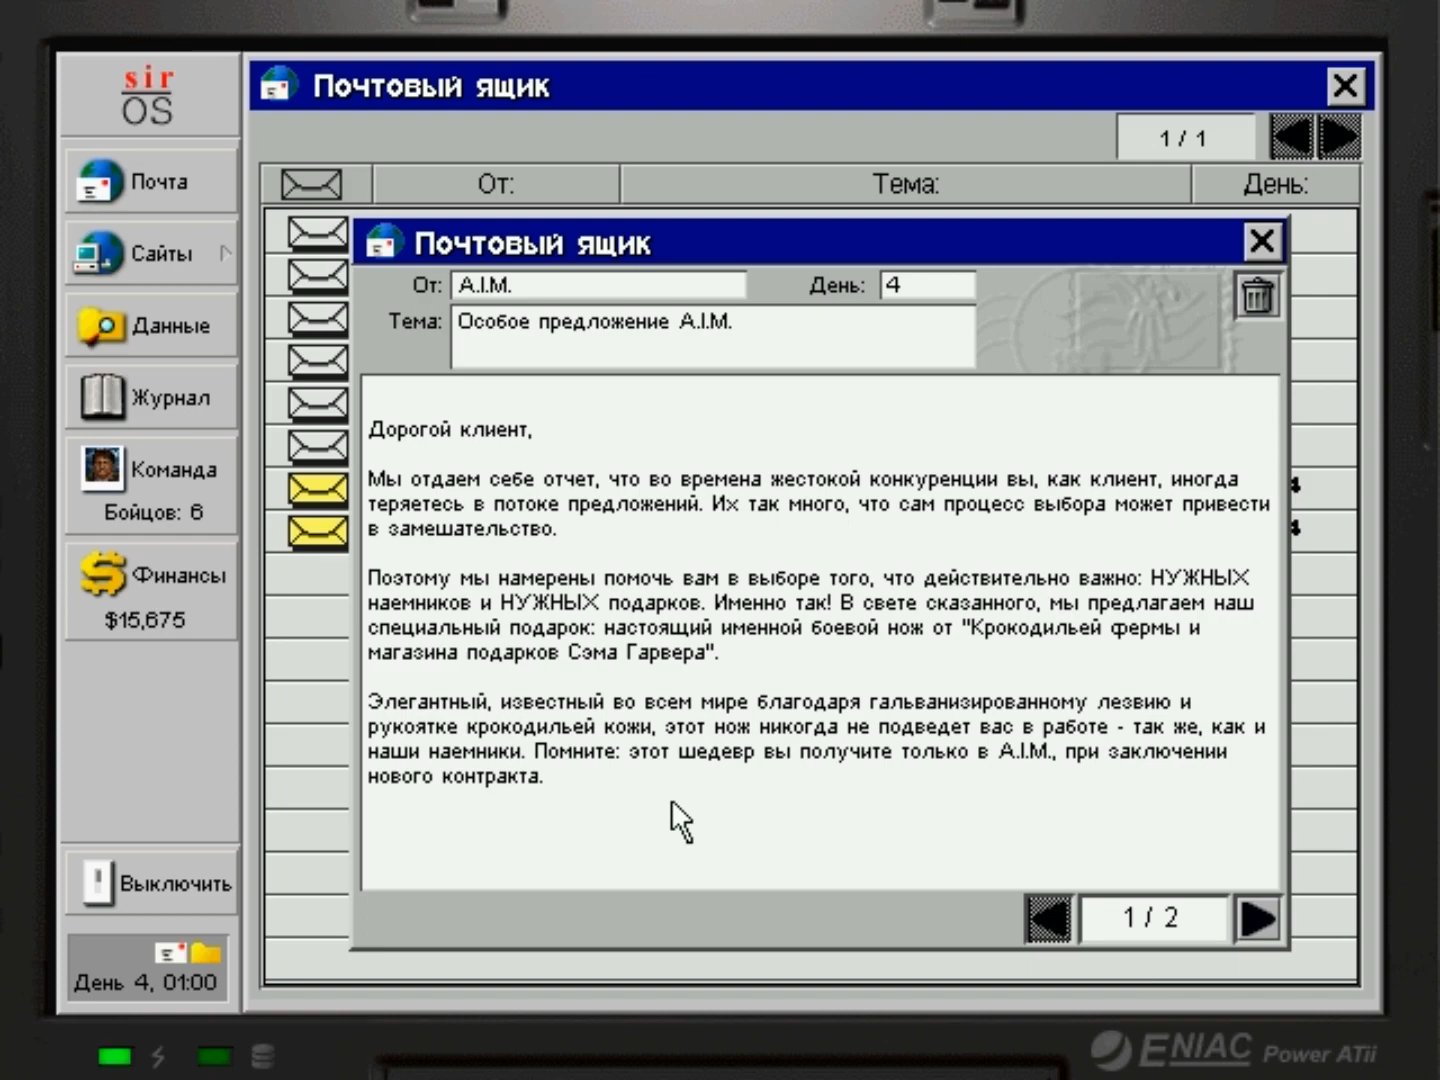 sir
OS
Почта
Сайты
Данные
Журнал
Команда
Бойцов: 6
Финансы
$15,675
Выключить
День 4, 01:00
Почтовый ящик
1 / 1
От:
Тема:
День:
4
4
Почтовый ящик
От: A.I.M.
День: 4
Тема: Особое предложение A.I.M.
Дорогой клиент,
Мы отдаем себе отчет, что во времена жестокой конкуренции вы, как клиент, иногда
теряетесь в потоке предложений. Их так много, что сам процесс выбора может привести
в замешательство.
Поэтому мы намерены помочь вам в выборе того, что действительно важно: НУЖНЫХ
наемников и НУЖНЫХ подарков. Именно так! В свете сказанного, мы предлагаем наш
специальный подарок: настоящий именной боевой нож от "Крокодильей фермы и
магазина подарков Сэма Гарвера".
Элегантный, известный во всем мире благодаря гальванизированному лезвию и
рукоятке крокодильей кожи, этот нож никогда не подведет вас в работе - так же, как и
наши наемники. Помните: этот шедевр вы получите только в A.I.M., при заключении
нового контракта.
1 / 2
ENIAC Power ATii